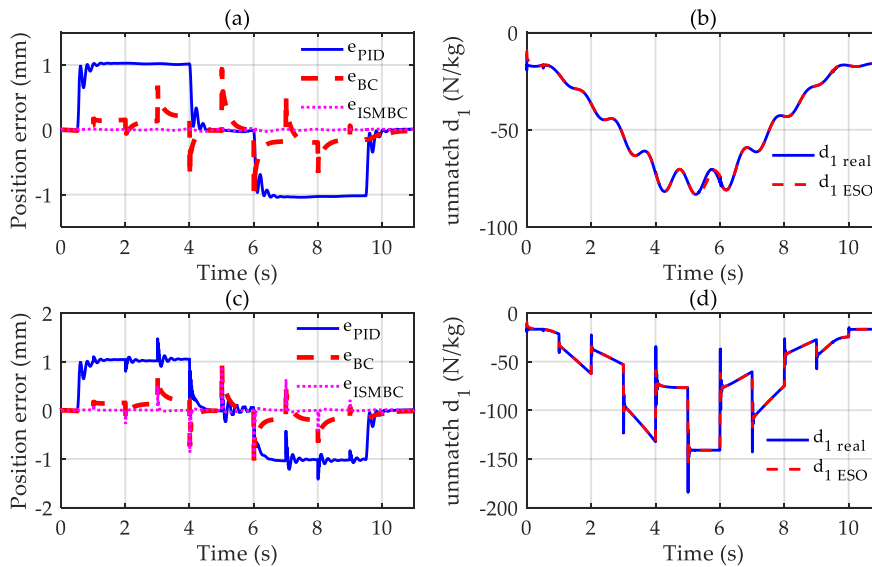 (a)
Position error (mm)
1
0
-1
e_PID
e_BC
e_ISMBC
0 2 4 6 8 10
Time (s)
(b)
unmatch d_1 (N/kg)
0
-50
-100
d_1 real
d_1 ESO
0 2 4 6 8 10
Time (s)
(c)
Position error (mm)
2
1
0
-1
-2
e_PID
e_BC
e_ISMBC
0 2 4 6 8 10
Time (s)
(d)
unmatch d_1 (N/kg)
0
-50
-100
-150
-200
d_1 real
d_1 ESO
0 2 4 6 8 10
Time (s)